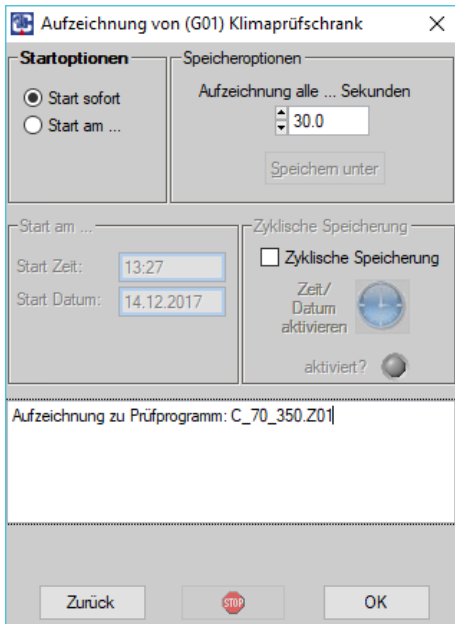 Aufzeichnung von (G01) Klimaprüfschrank
Startoptionen
Start sofort
Start am ...
Speicheroptionen
Aufzeichnung alle ... Sekunden
30.0
Speichern unter
Start am ...
Start Zeit:
13:27
Start Datum:
14.12.2017
Zyklische Speicherung
Zyklische Speicherung
Zeit/
Datum
aktivieren
aktiviert?
Aufzeichnung zu Prüfprogramm: C_70_350.Z01
Zurück
STOP
OK